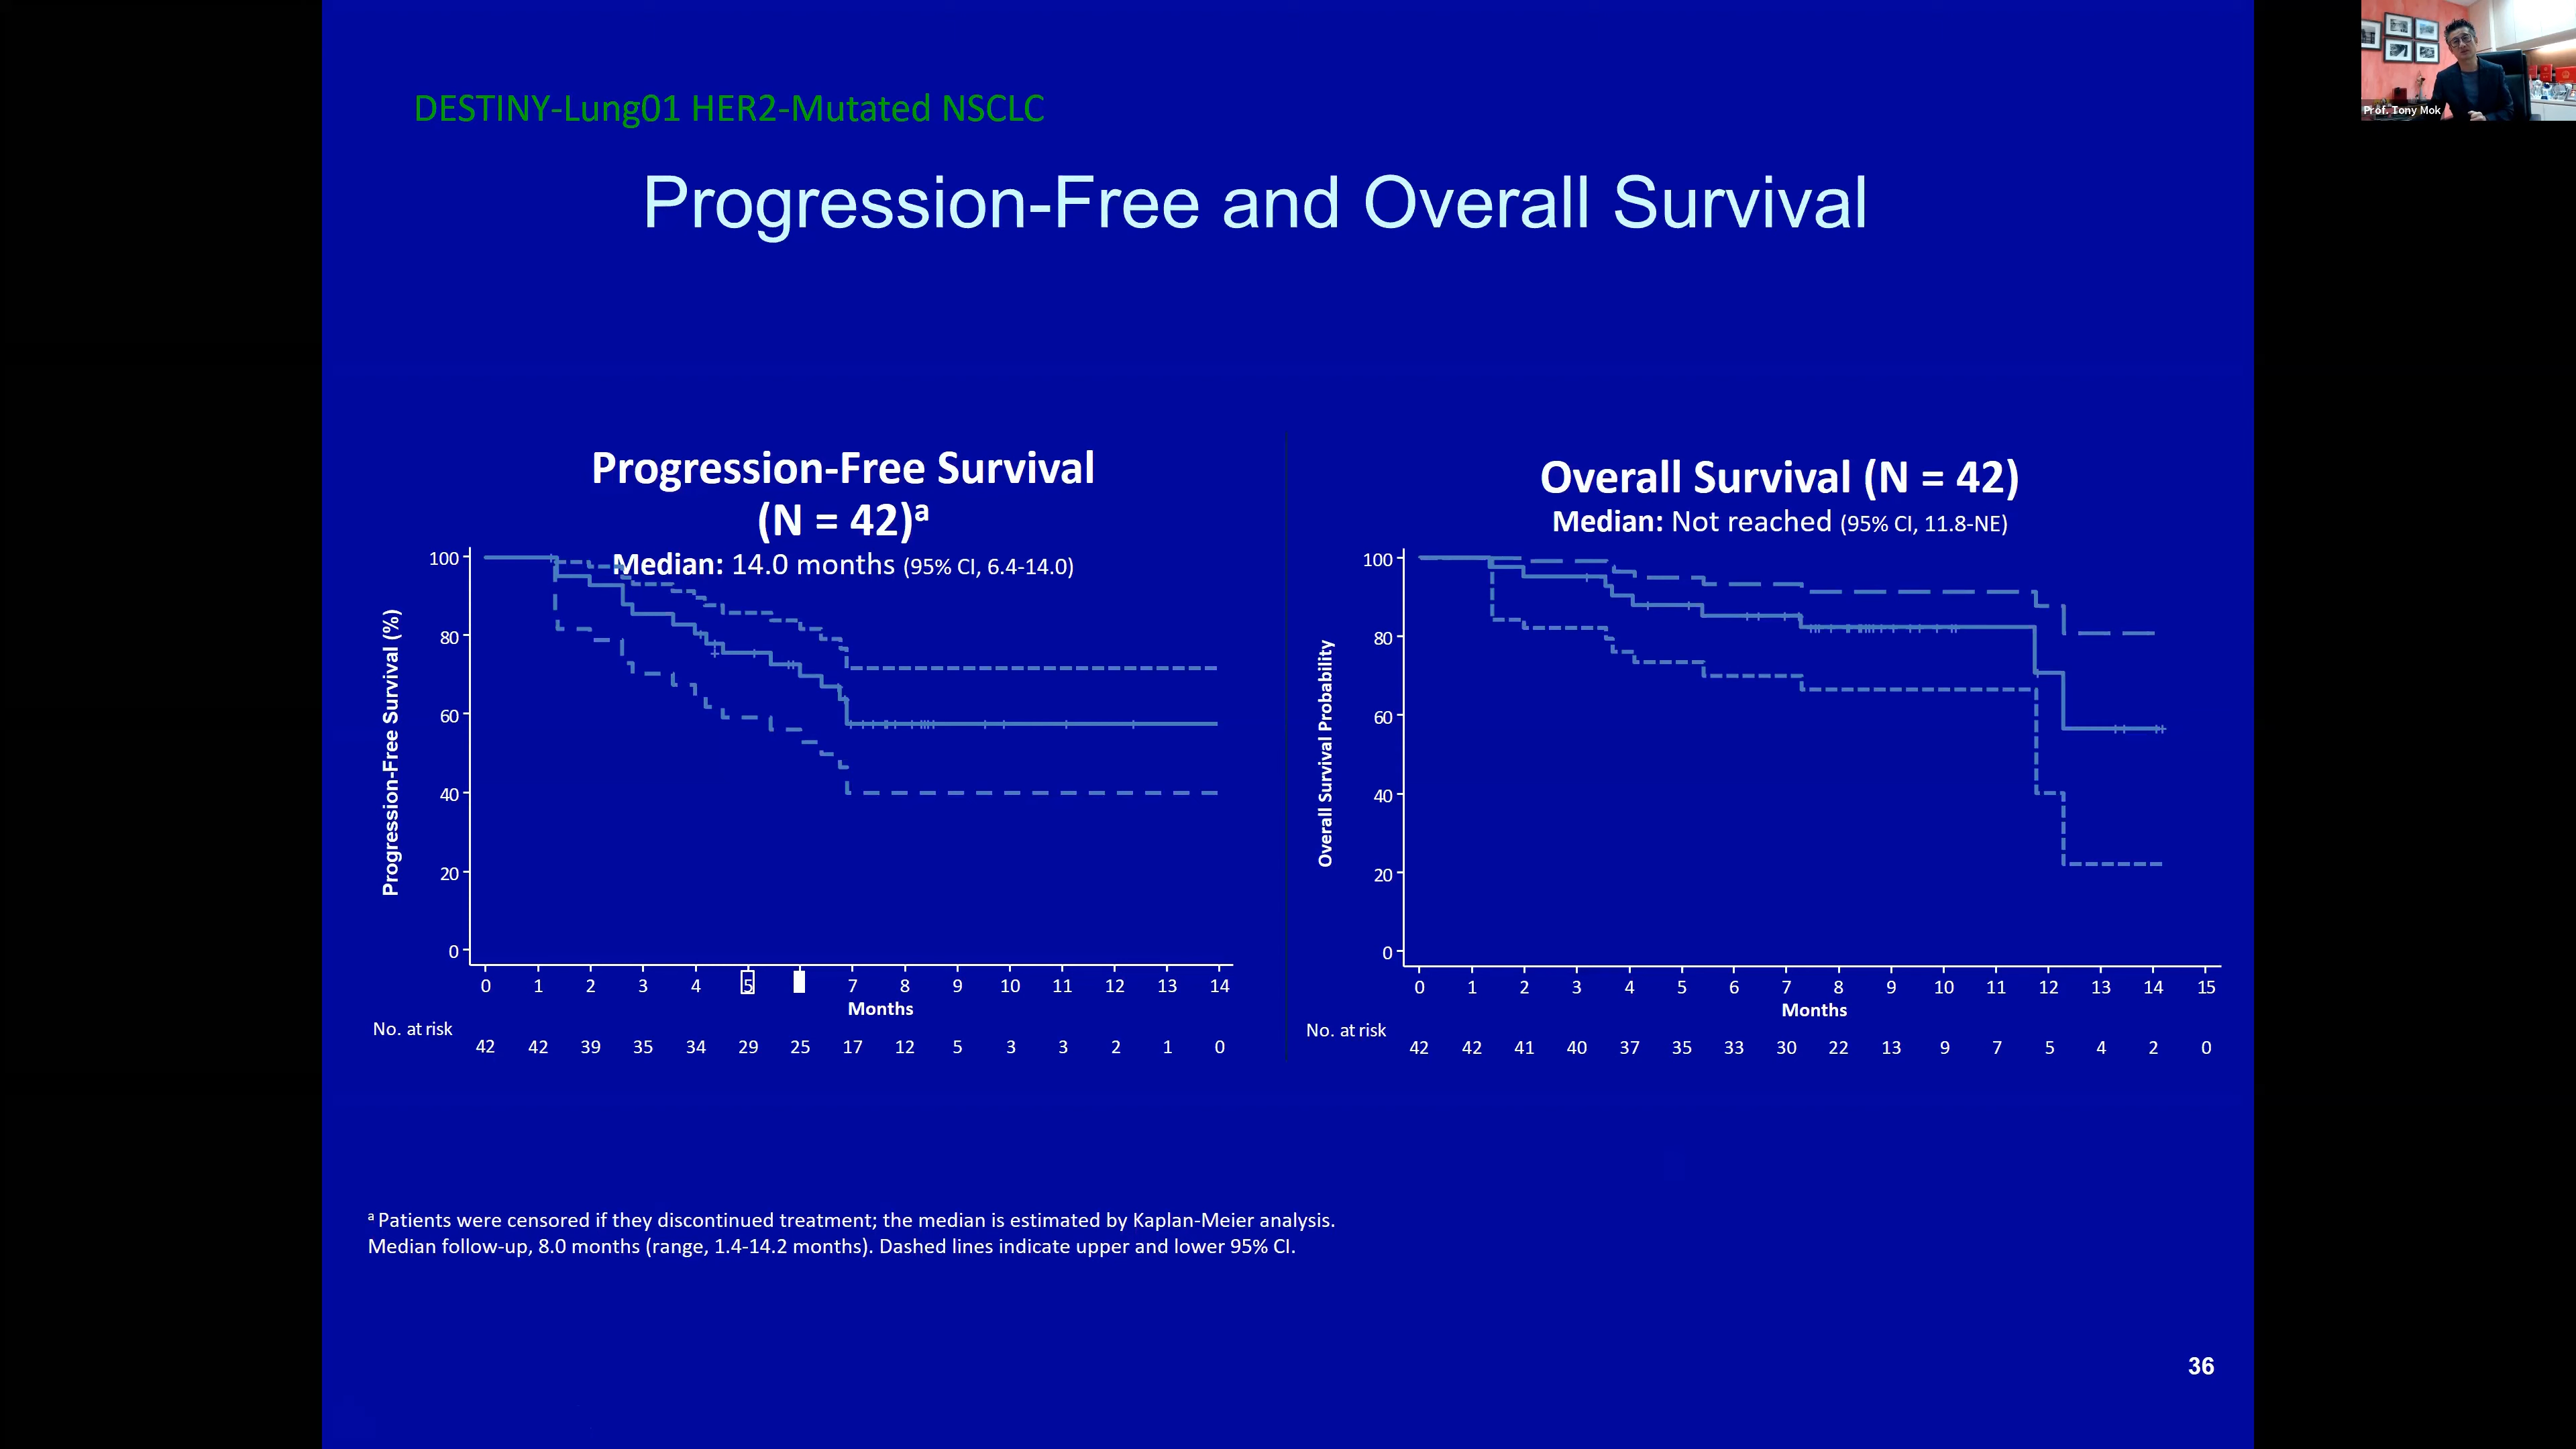 Prof. Tony Mok
DESTINY-Lung01 HER2-Mutated NSCLC
Progression-Free and Overall Survival
Progression-Free Survival
(N = 42)ᵃ
Median: 14.0 months (95% CI, 6.4-14.0)
Progression-Free Survival (%)
100
80
60
40
20
0
0 1 2 3 4 5 7 8 9 10 11 12 13 14
Months
No. at risk
42 42 39 35 34 29 25 17 12 5 3 3 2 1 0
Overall Survival (N = 42)
Median: Not reached (95% CI, 11.8-NE)
Overall Survival Probability
100
80
60
40
20
0
0 1 2 3 4 5 6 7 8 9 10 11 12 13 14 15
Months
No. at risk
42 42 41 40 37 35 33 30 22 13 9 7 5 4 2 0
ᵃ Patients were censored if they discontinued treatment; the median is estimated by Kaplan-Meier analysis.
Median follow-up, 8.0 months (range, 1.4-14.2 months). Dashed lines indicate upper and lower 95% CI.
36